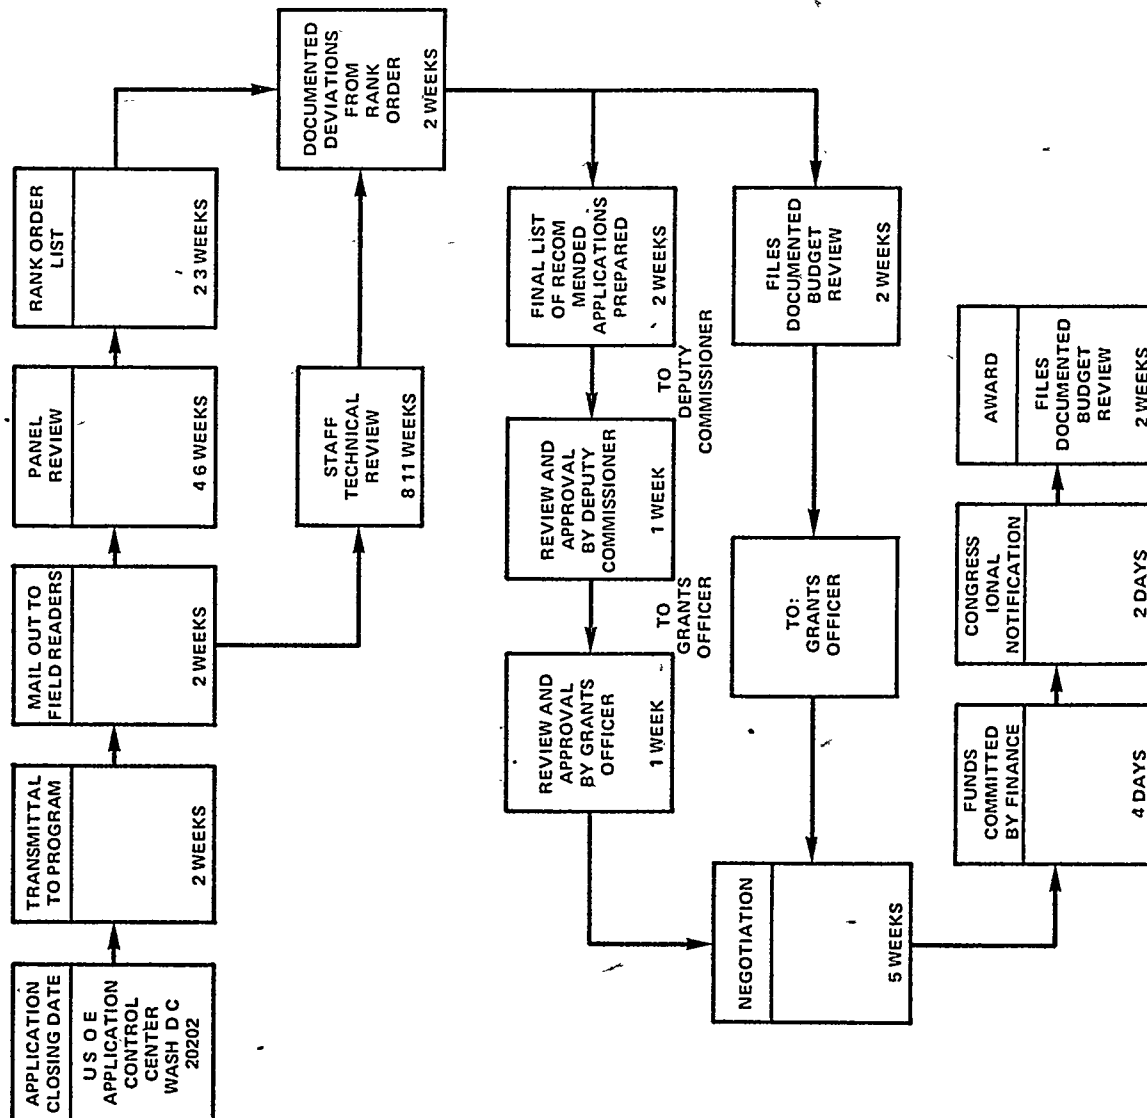 APPLICATION
CLOSING DATE
U S O E
APPLICATION
CONTROL
CENTER
WASH D C
20202
TRANSMITTAL
TO PROGRAM
2 WEEKS
MAIL OUT TO
FIELD READERS
2 WEEKS
PANEL
REVIEW
4 6 WEEKS
RANK ORDER
LIST
2 3 WEEKS
STAFF
TECHNICAL
REVIEW
8 11 WEEKS
DOCUMENTED
DEVIATIONS
FROM
RANK
ORDER
2 WEEKS
FINAL LIST
OF RECOM
MENDED
APPLICATIONS
PREPARED
2 WEEKS
TO
DEPUTY
COMMISSIONER
REVIEW AND
APPROVAL
BY DEPUTY
COMMISSIONER
1 WEEK
TO
GRANTS
OFFICER
REVIEW AND
APPROVAL
BY GRANTS
OFFICER
1 WEEK
FILES
DOCUMENTED
BUDGET
REVIEW
2 WEEKS
TO:
GRANTS
OFFICER
NEGOTIATION
5 WEEKS
FUNDS
COMMITTED
BY FINANCE
4 DAYS
CONGRESS
IONAL
NOTIFICATION
2 DAYS
AWARD
FILES
DOCUMENTED
BUDGET
REVIEW
2 WEEKS